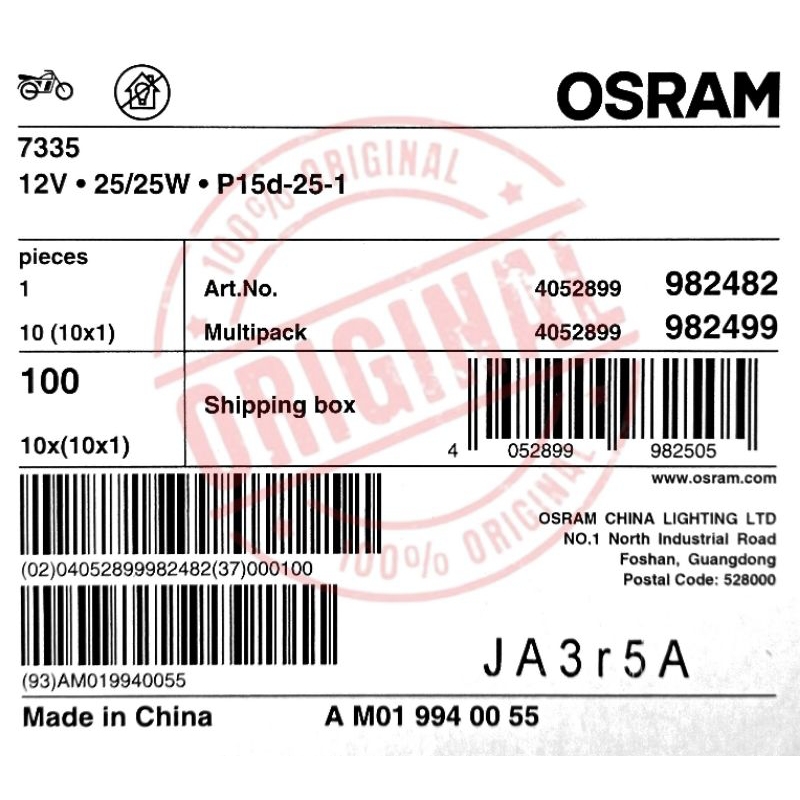 OSRAM
7335
12V • 25/25W • P15d-25-1
pieces
1 Art.No. 4052899 982482
10 (10x1) Multipack 4052899 982499
100
Shipping box
10x(10x1)
4 052899 982505
www.osram.com
OSRAM CHINA LIGHTING LTD
NO.1 North Industrial Road
Foshan, Guangdong
Postal Code: 528000
(02)04052899982482(37)000100
(93)AM019940055
JA3r5A
Made in China A M01 994 00 55
100% ORIGINAL
ORIGINAL
100% ORIGINAL